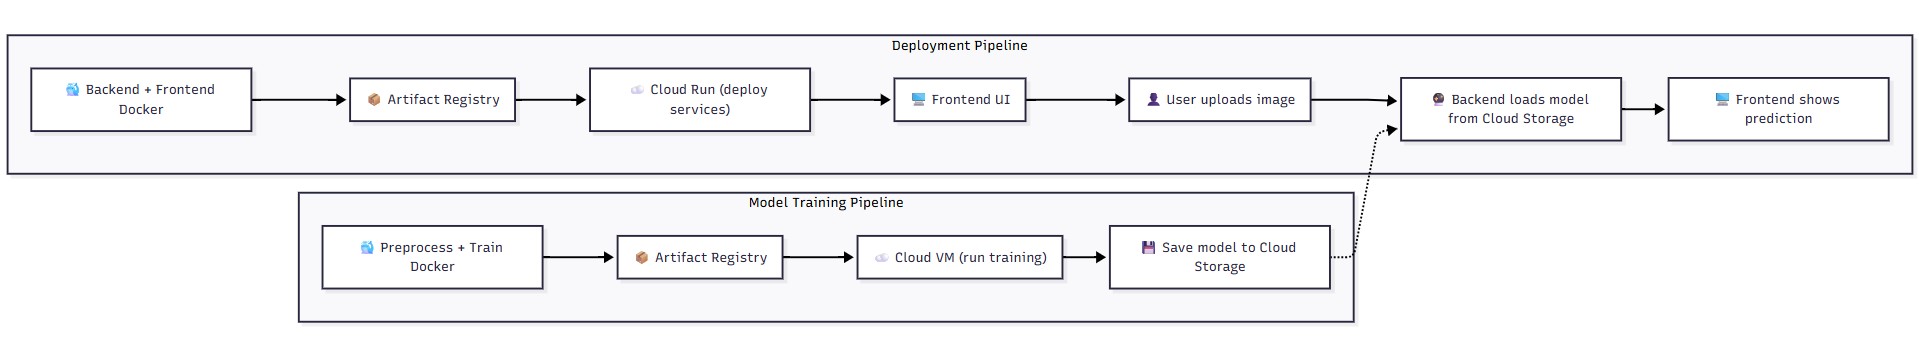 Deployment Pipeline
Backend + Frontend
Docker
Artifact Registry
Cloud Run (deploy
services)
Frontend UI
User uploads image
Backend loads model
from Cloud Storage
Frontend shows
prediction
Model Training Pipeline
Preprocess + Train
Docker
Artifact Registry
Cloud VM (run training)
Save model to Cloud
Storage